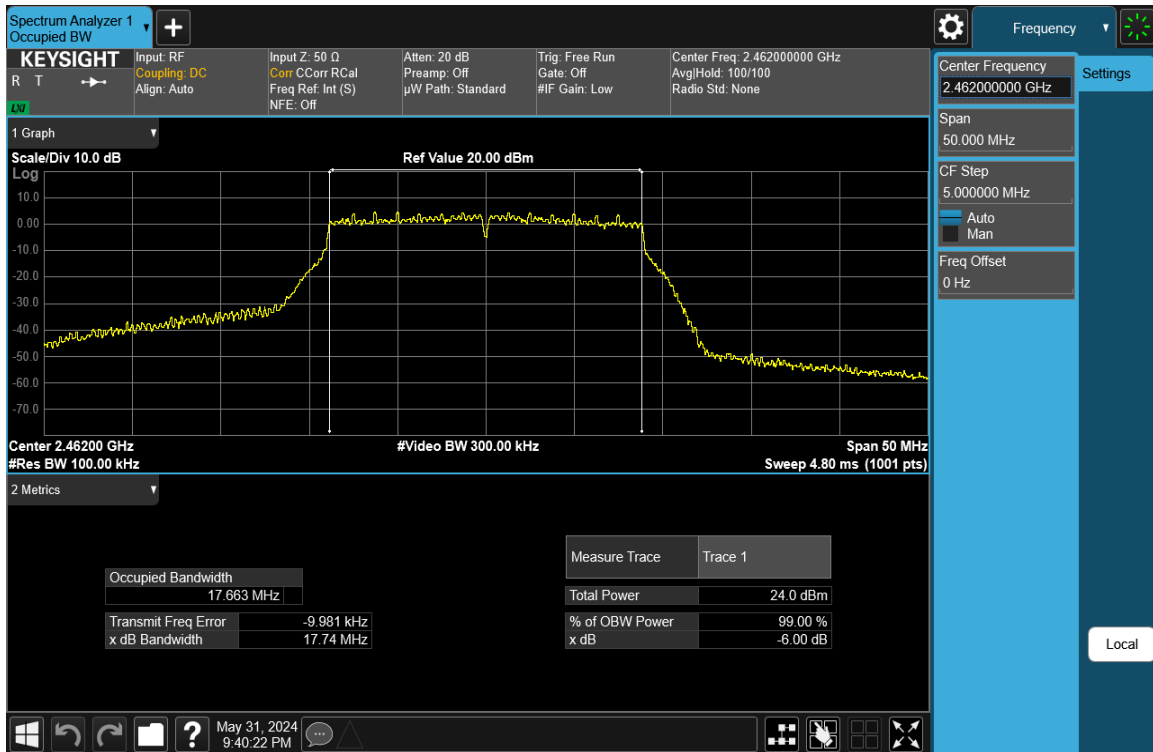 Spectrum Analyzer 1
Occupied BW
+
Frequency
KEYSIGHT
R T
LXI
Input: RF
Coupling: DC
Align: Auto
Input Z: 50 Ω
Corr CCorr RCal
Freq Ref: Int (S)
NFE: Off
Atten: 20 dB
Preamp: Off
µW Path: Standard
Trig: Free Run
Gate: Off
#IF Gain: Low
Center Freq: 2.462000000 GHz
Avg|Hold: 100/100
Radio Std: None
Center Frequency
2.462000000 GHz
Settings
Span
50.000 MHz
CF Step
5.000000 MHz
Auto
Man
Freq Offset
0 Hz
Local
1 Graph
Scale/Div 10.0 dB
Ref Value 20.00 dBm
Log
10.0
0.00
-10.0
-20.0
-30.0
-40.0
-50.0
-60.0
-70.0
Center 2.46200 GHz
#Video BW 300.00 kHz
Span 50 MHz
#Res BW 100.00 kHz
Sweep 4.80 ms (1001 pts)
2 Metrics
Occupied Bandwidth
17.663 MHz
Transmit Freq Error -9.981 kHz
x dB Bandwidth 17.74 MHz
Measure Trace Trace 1
Total Power 24.0 dBm
% of OBW Power 99.00 %
x dB -6.00 dB
?
May 31, 2024
9:40:22 PM